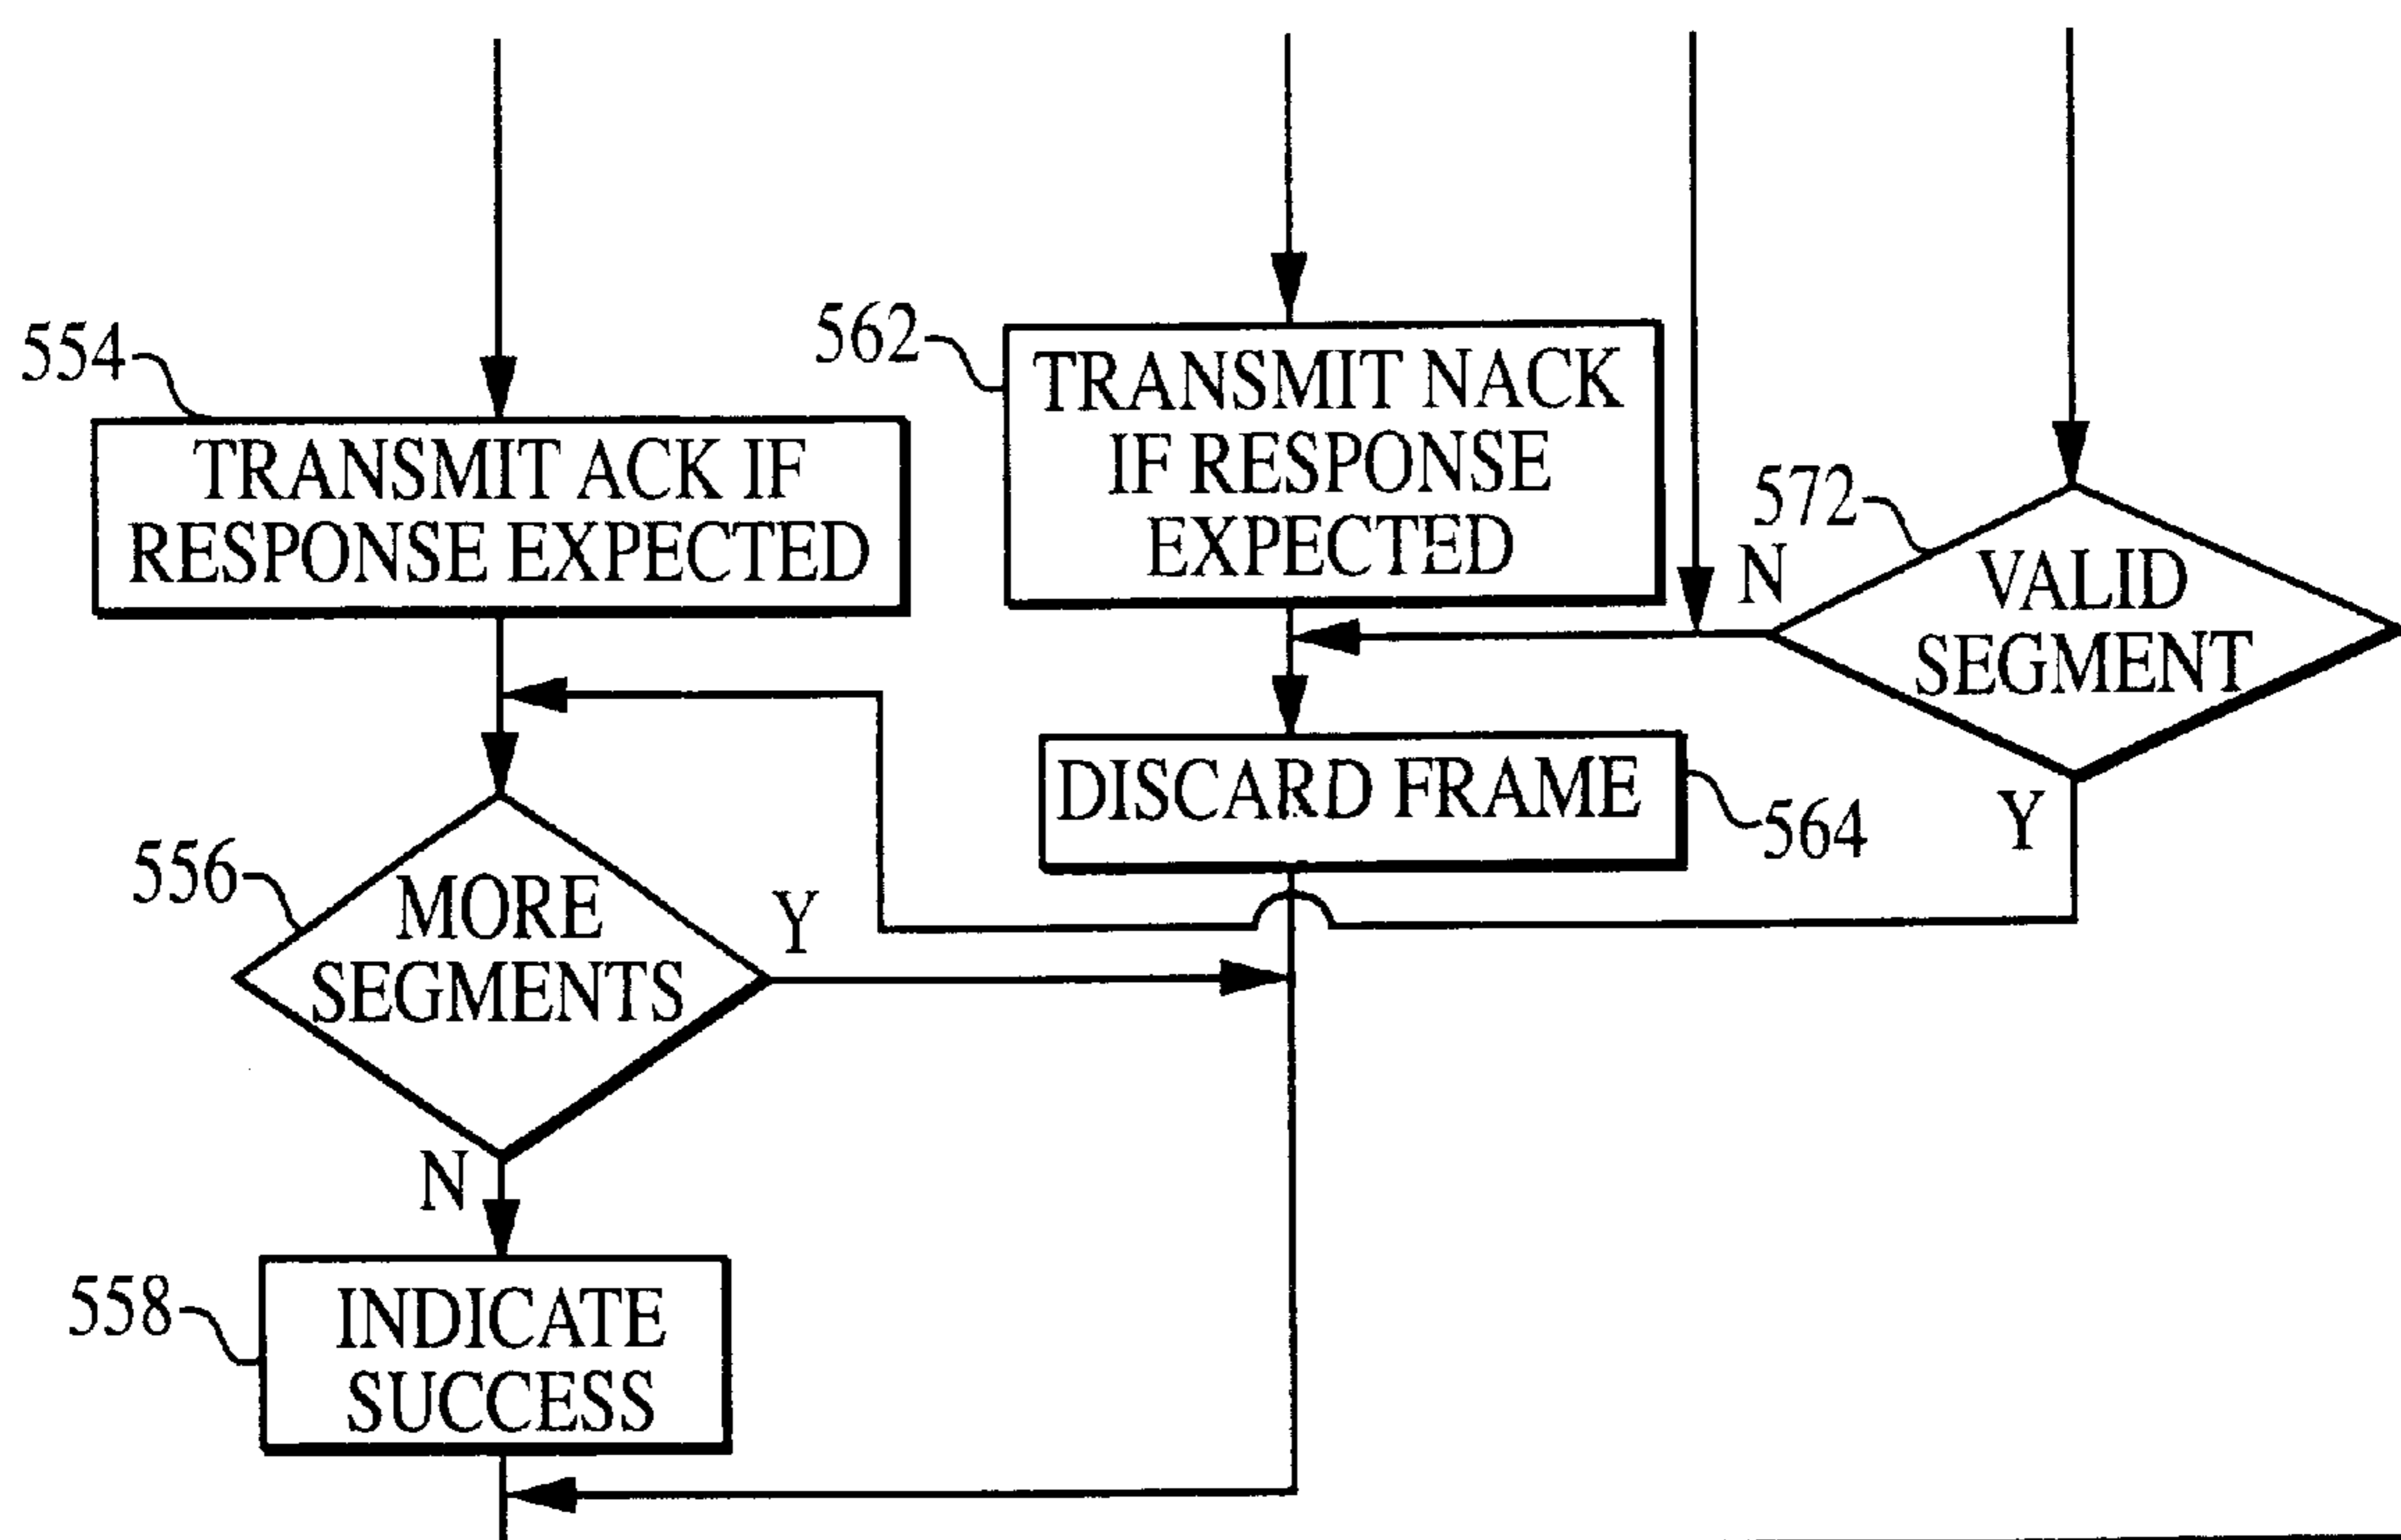 554
TRANSMIT ACK IF
RESPONSE EXPECTED
562
TRANSMIT NACK
IF RESPONSE
EXPECTED
572
N
VALID
SEGMENT
Y
DISCARD FRAME
564
556
MORE
SEGMENTS
Y
N
558
INDICATE
SUCCESS